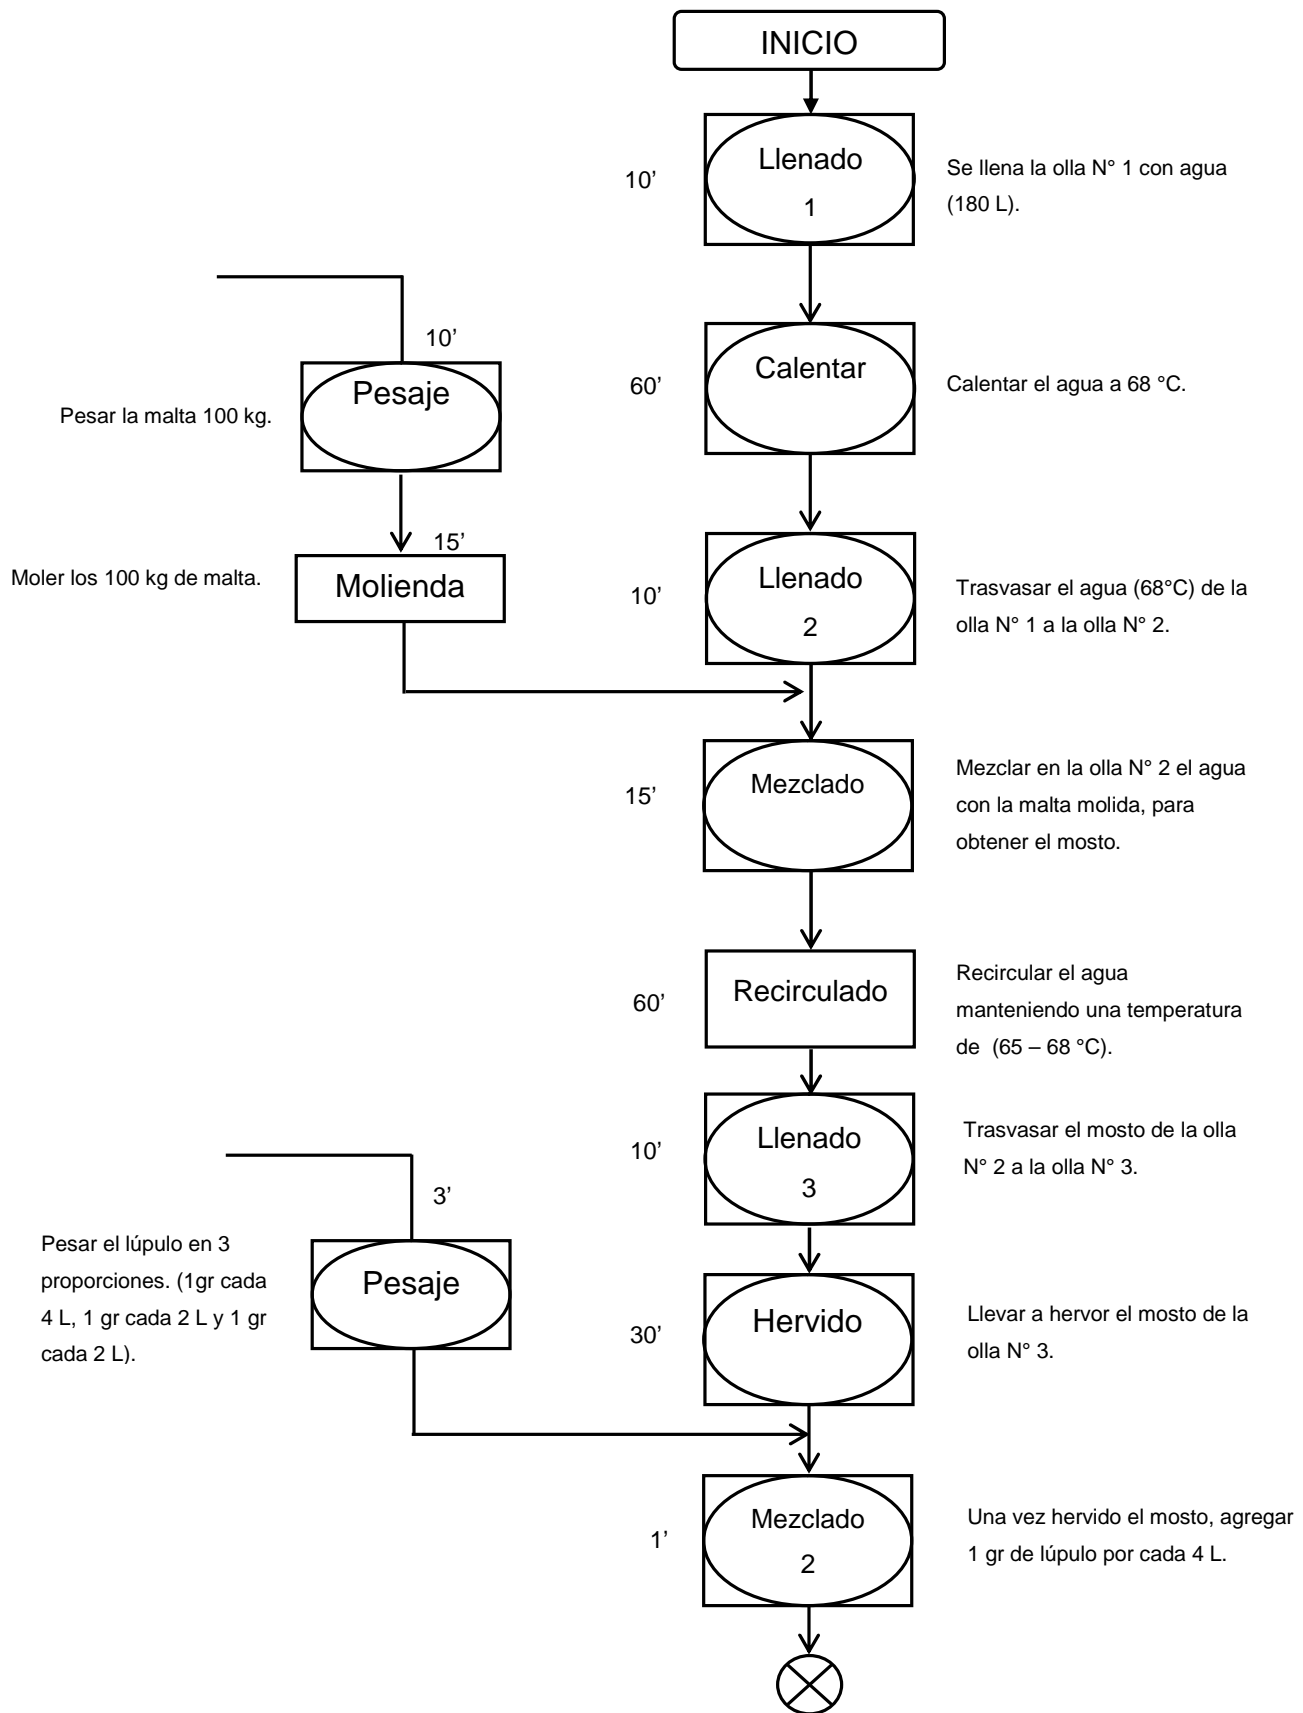 INICIO
Llenado
1
10’
Se llena la olla N° 1 con agua
(180 L).
10’
Pesaje
Pesar la malta 100 kg.
Calentar
60’
Calentar el agua a 68 °C.
15’
Molienda
Moler los 100 kg de malta.
Llenado
2
10’
Trasvasar el agua (68°C) de la
olla N° 1 a la olla N° 2.
Mezclado
15’
Mezclar en la olla N° 2 el agua
con la malta molida, para
obtener el mosto.
Recirculado
60’
Recircular el agua
manteniendo una temperatura
de  (65 – 68 °C).
Llenado
3
10’
Trasvasar el mosto de la olla
N° 2 a la olla N° 3.
3’
Pesaje
Pesar el lúpulo en 3
proporciones. (1gr cada
4 L, 1 gr cada 2 L y 1 gr
cada 2 L).
Hervido
30’
Llevar a hervor el mosto de la
olla N° 3.
Mezclado
2
1’
Una vez hervido el mosto, agregar
1 gr de lúpulo por cada 4 L.